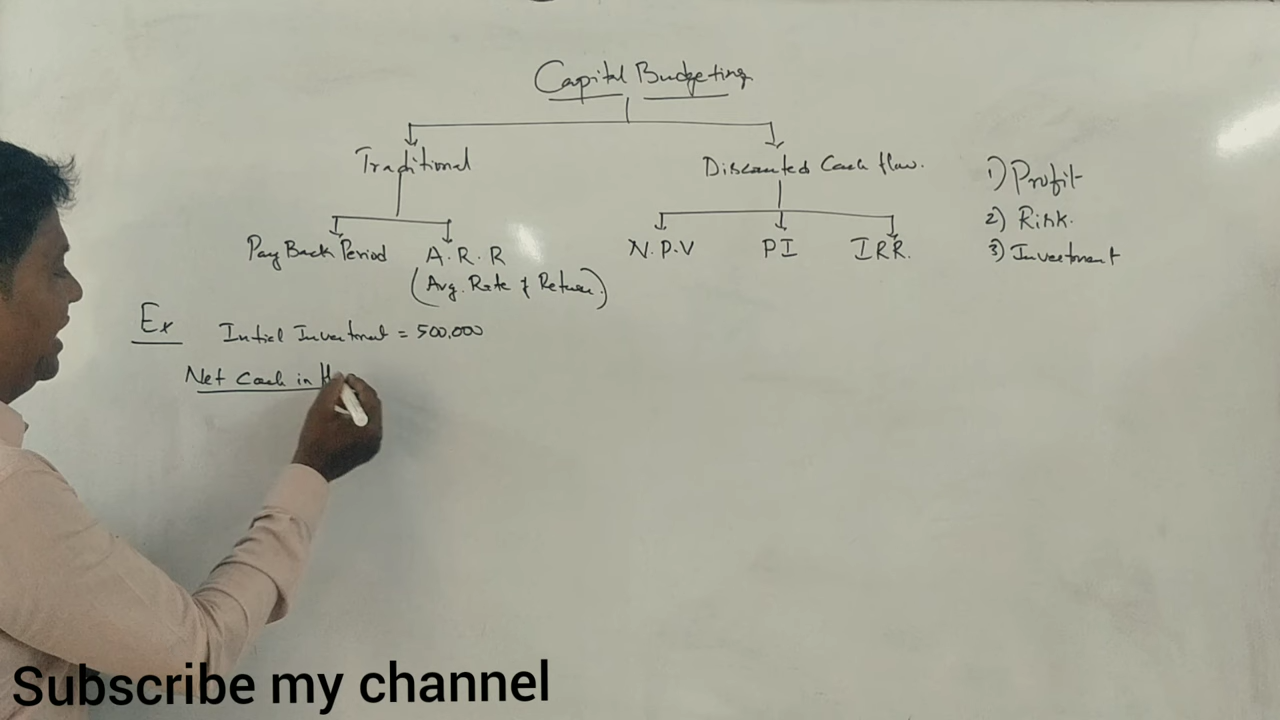 Capital Budgeting
Traditional
Discounted Cash flow.
Pay Back Period
A.R.R
(Avg. Rate of Return.)
N.P.V
PI
IRR.
1) Profit
2) Risk.
3) Investment
Ex
Initial Investment = 500,000
Net Cash in
Subscribe my channel